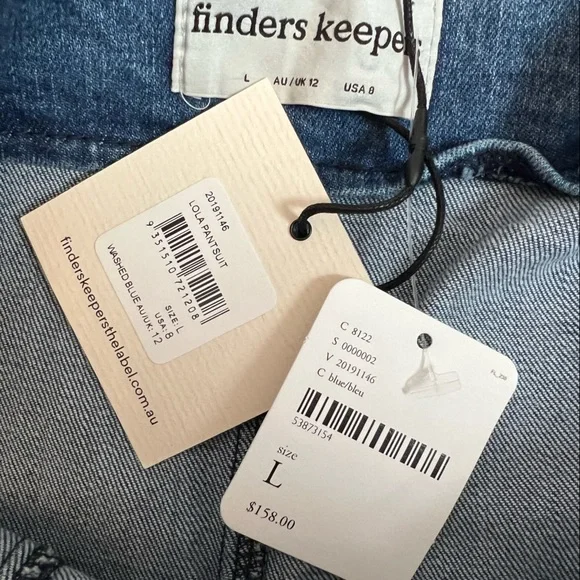 finders keepers
L AU/UK 12 USA 8
20191146
LOLA PANTSUIT
9 351510 721208
SIZE: L
USA: 8
WASHED BLUE AU/UK: 12
finderskeepersthelabel.com.au
C 8122
S 0000002
V 20191146
C blue/bleu
53873154
size
L
$158.00